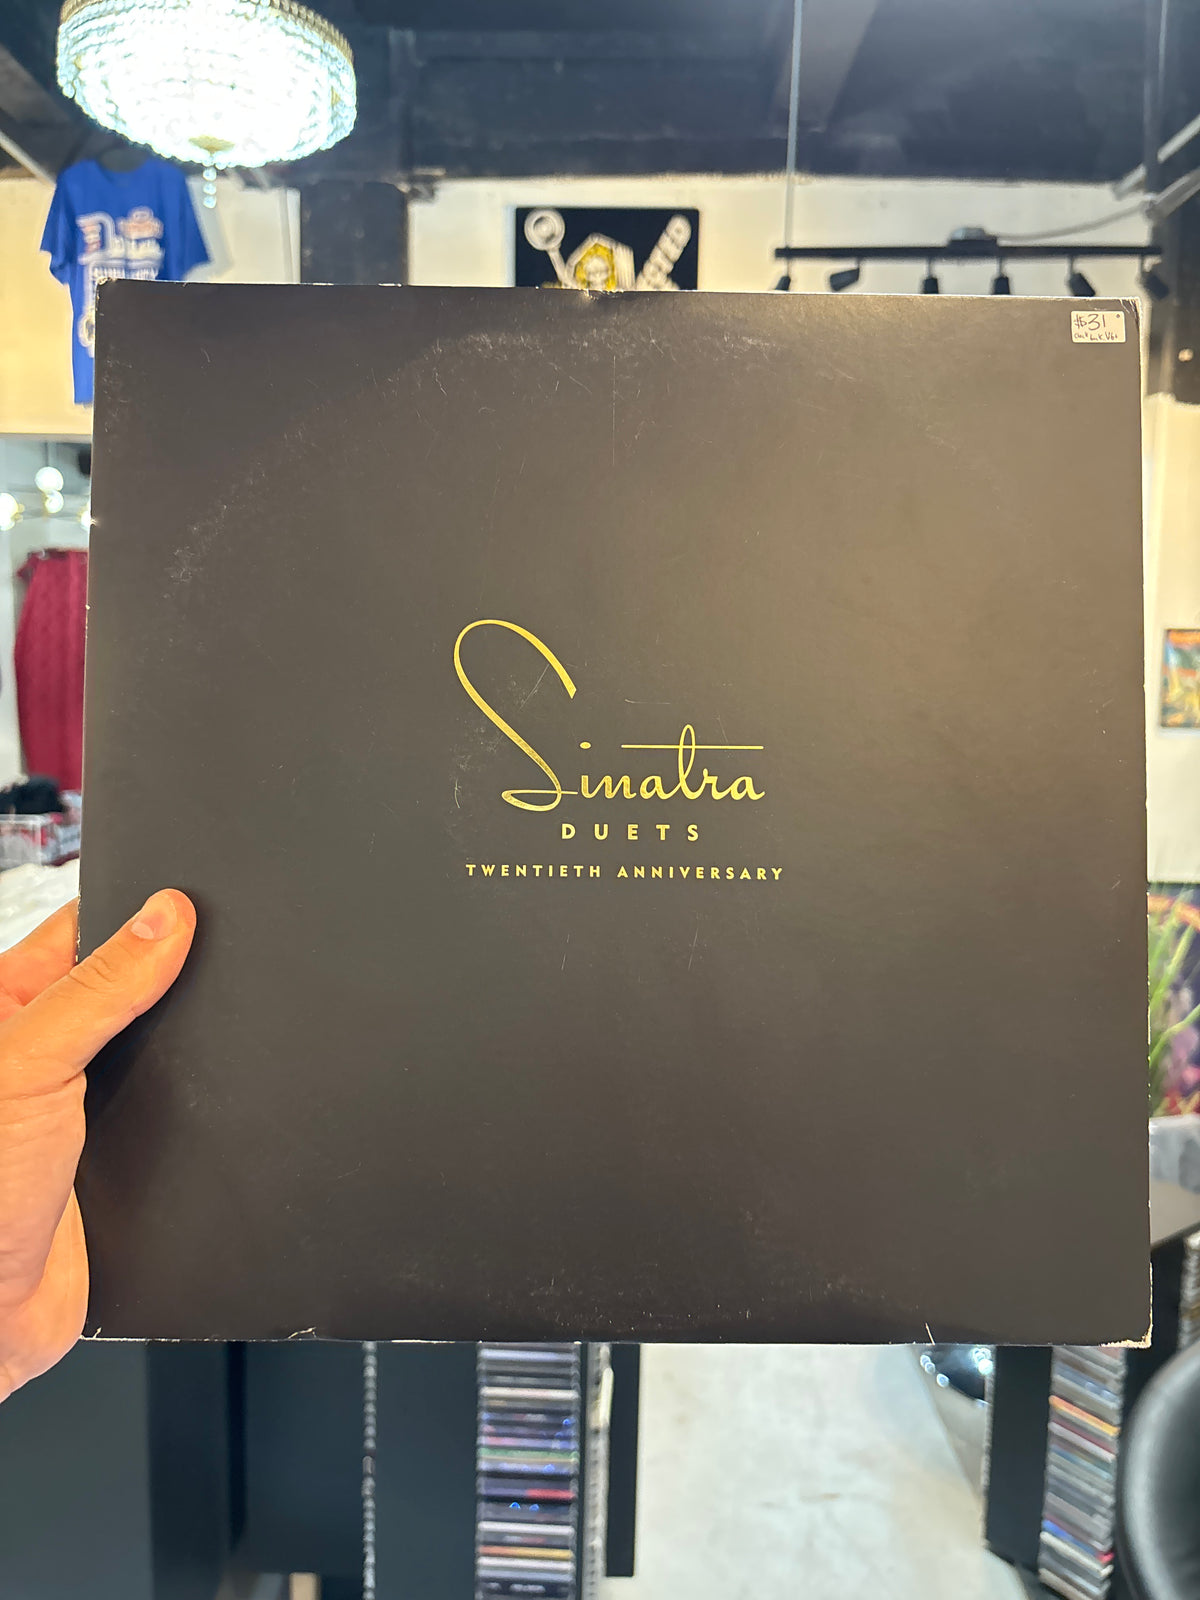 $31
Sinatra
DUETS
TWENTIETH ANNIVERSARY